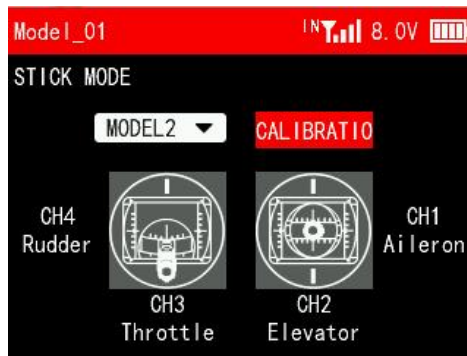 Model_01 IN 8.0V
STICK MODE
MODEL2 CALIBRATIO
CH4
Rudder
CH1
Aileron
CH3
Throttle
CH2
Elevator